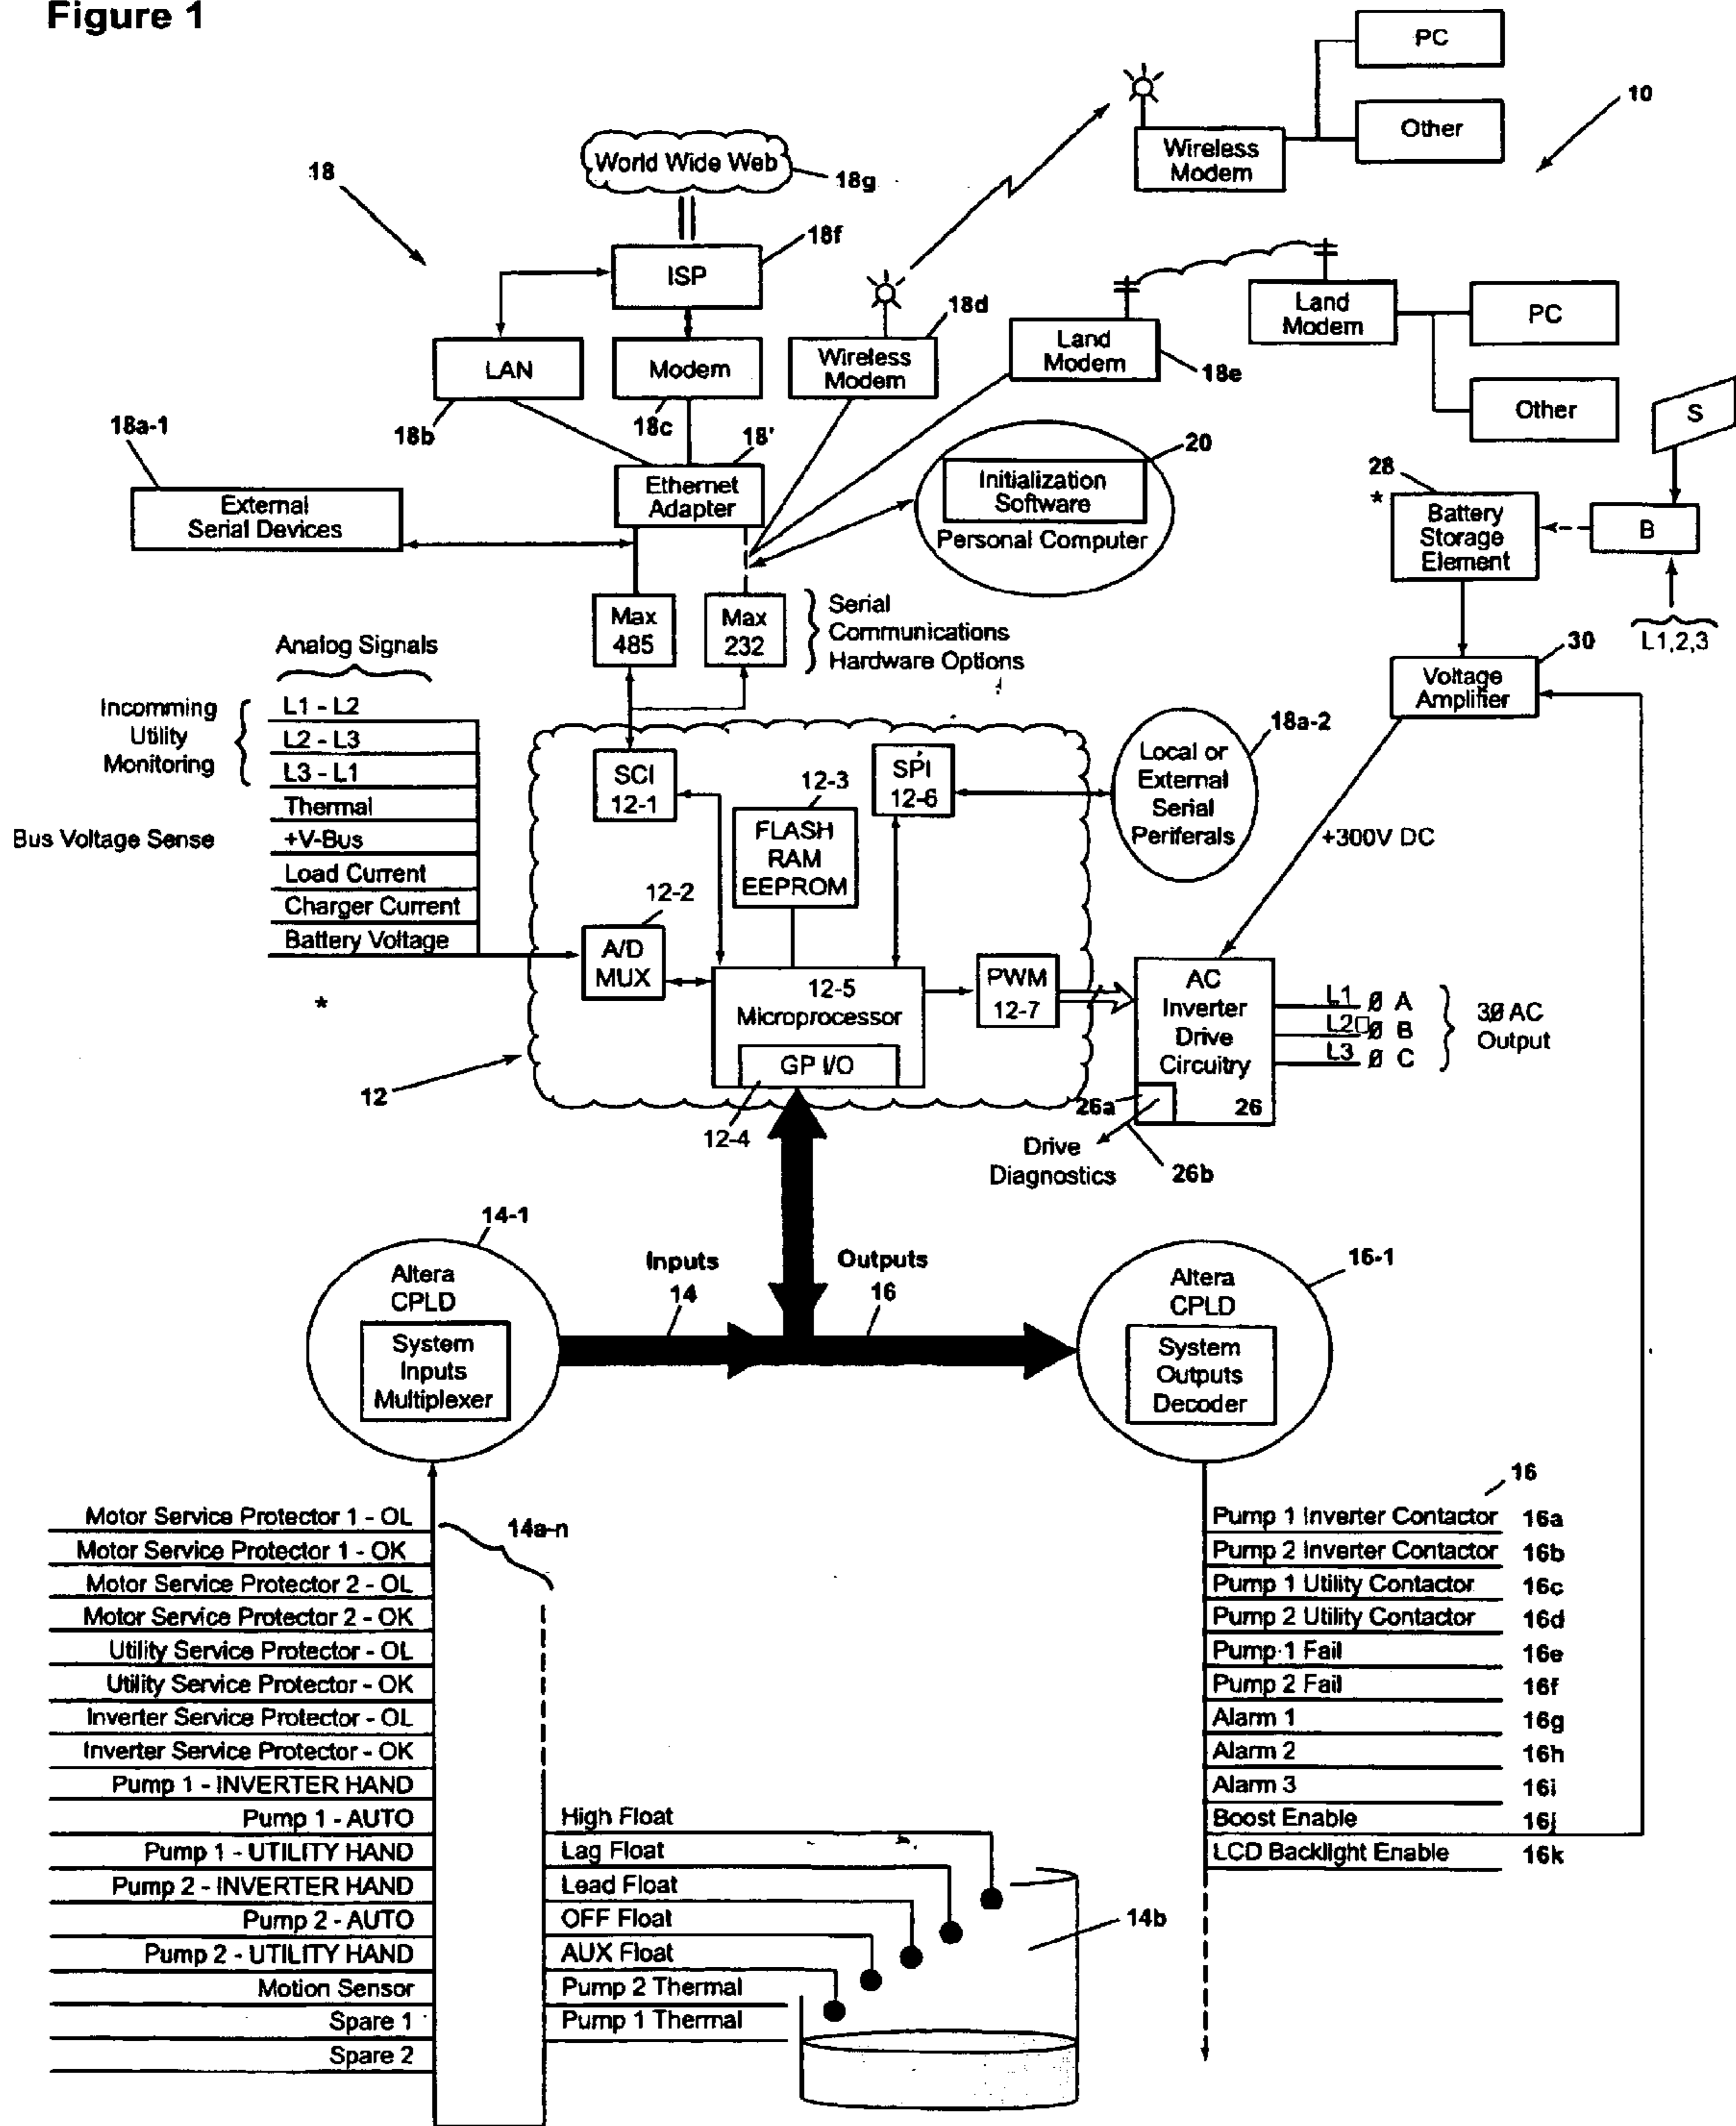 Figure 1
PC
10
Other
Wireless
Modem
World Wide Web
18g
18
18f
ISP
18d
Land
Modem
PC
LAN
Modem
Wireless
Modem
Land
Modem
18e
Other
S
18a-1
18b
18c
18'
20
28
External
Serial Devices
Ethernet
Adapter
Initialization
Software
Personal Computer
*
Battery
Storage
Element
B
L1,2,3
Max
485
Max
232
Serial
Communications
Hardware Options
30
Voltage
Amplifier
Analog Signals
Incomming
Utility
Monitoring
L1 - L2
L2 - L3
L3 - L1
Thermal
Bus Voltage Sense
+V-Bus
Load Current
Charger Current
Battery Voltage
*
SCI
12-1
12-3
FLASH
RAM
EEPROM
SPI
12-6
18a-2
Local or
External
Serial
Periferals
+300V DC
12-2
A/D
MUX
12-5
Microprocessor
GP I/O
PWM
12-7
AC
Inverter
Drive
Circuitry
26
L1 Ø A
L2□Ø B
L3 Ø C
3Ø AC
Output
12
12-4
26a
Drive
Diagnostics
26b
14-1
Altera
CPLD
System
Inputs
Multiplexer
Inputs
14
Outputs
16
16-1
Altera
CPLD
System
Outputs
Decoder
14a-n
Motor Service Protector 1 - OL
Motor Service Protector 1 - OK
Motor Service Protector 2 - OL
Motor Service Protector 2 - OK
Utility Service Protector - OL
Utility Service Protector - OK
Inverter Service Protector - OL
Inverter Service Protector - OK
Pump 1 - INVERTER HAND
Pump 1 - AUTO
Pump 1 - UTILITY HAND
Pump 2 - INVERTER HAND
Pump 2 - AUTO
Pump 2 - UTILITY HAND
Motion Sensor
Spare 1
Spare 2
High Float
Lag Float
Lead Float
OFF Float
AUX Float
Pump 2 Thermal
Pump 1 Thermal
14b
16
Pump 1 Inverter Contactor 16a
Pump 2 Inverter Contactor 16b
Pump 1 Utility Contactor 16c
Pump 2 Utility Contactor 16d
Pump 1 Fail 16e
Pump 2 Fail 16f
Alarm 1 16g
Alarm 2 16h
Alarm 3 16i
Boost Enable 16j
LCD Backlight Enable 16k